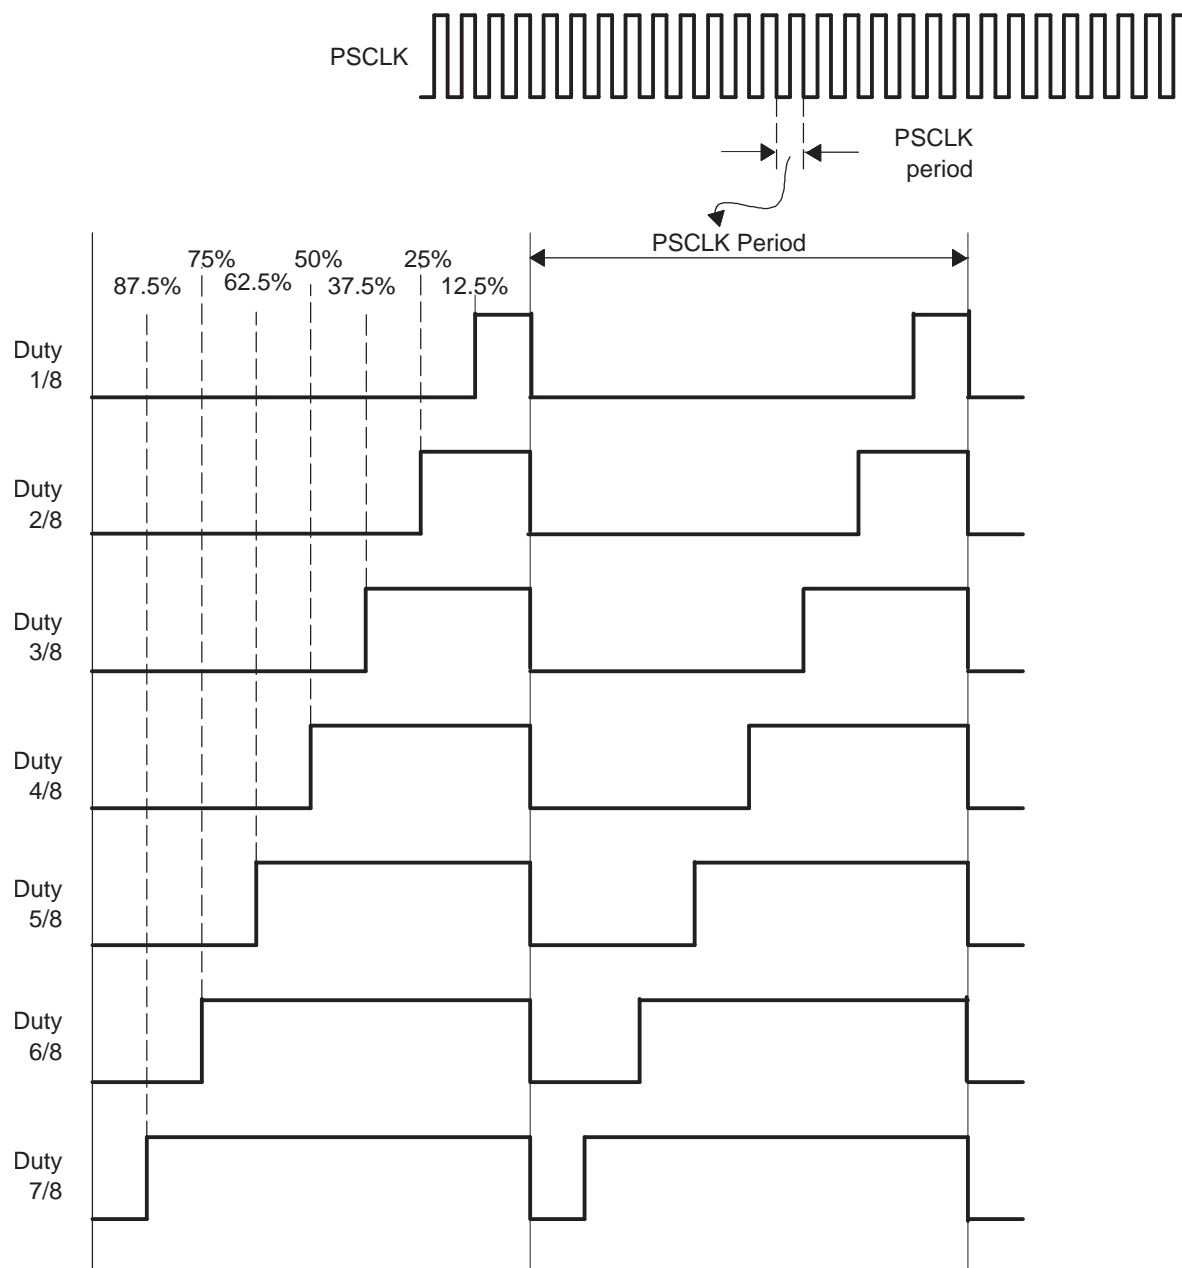 PSCLK
PSCLK
period
PSCLK Period
75%
50%
25%
87.5%
62.5%
37.5%
12.5%
Duty
1/8
Duty
2/8
Duty
3/8
Duty
4/8
Duty
5/8
Duty
6/8
Duty
7/8